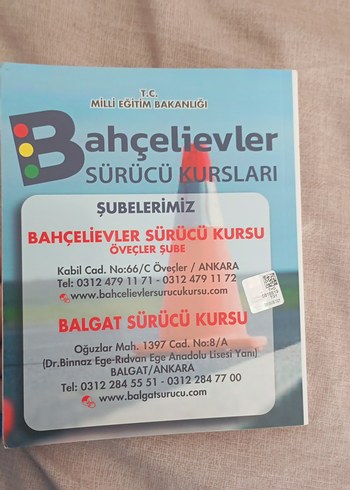 T.C.
MİLLİ EĞİTİM BAKANLIĞI
Bahçelievler
SÜRÜCÜ KURSLARI
ŞUBELERİMİZ
BAHÇELİEVLER SÜRÜCÜ KURSU
ÖVEÇLER ŞUBE
Kabil Cad. No:66/C Öveçler / ANKARA
Tel: 0312 479 11 71 - 0312 479 11 72
www.bahcelievlersurucukursu.com
BALGAT SÜRÜCÜ KURSU
Oğuzlar Mah. 1397 Cad. No:8/A
(Dr.Binnaz Ege-Rıdvan Ege Anadolu Lisesi Yanı)
BALGAT/ANKARA
Tel: 0312 284 55 51 - 0312 284 77 00
www.balgatsurucu.com